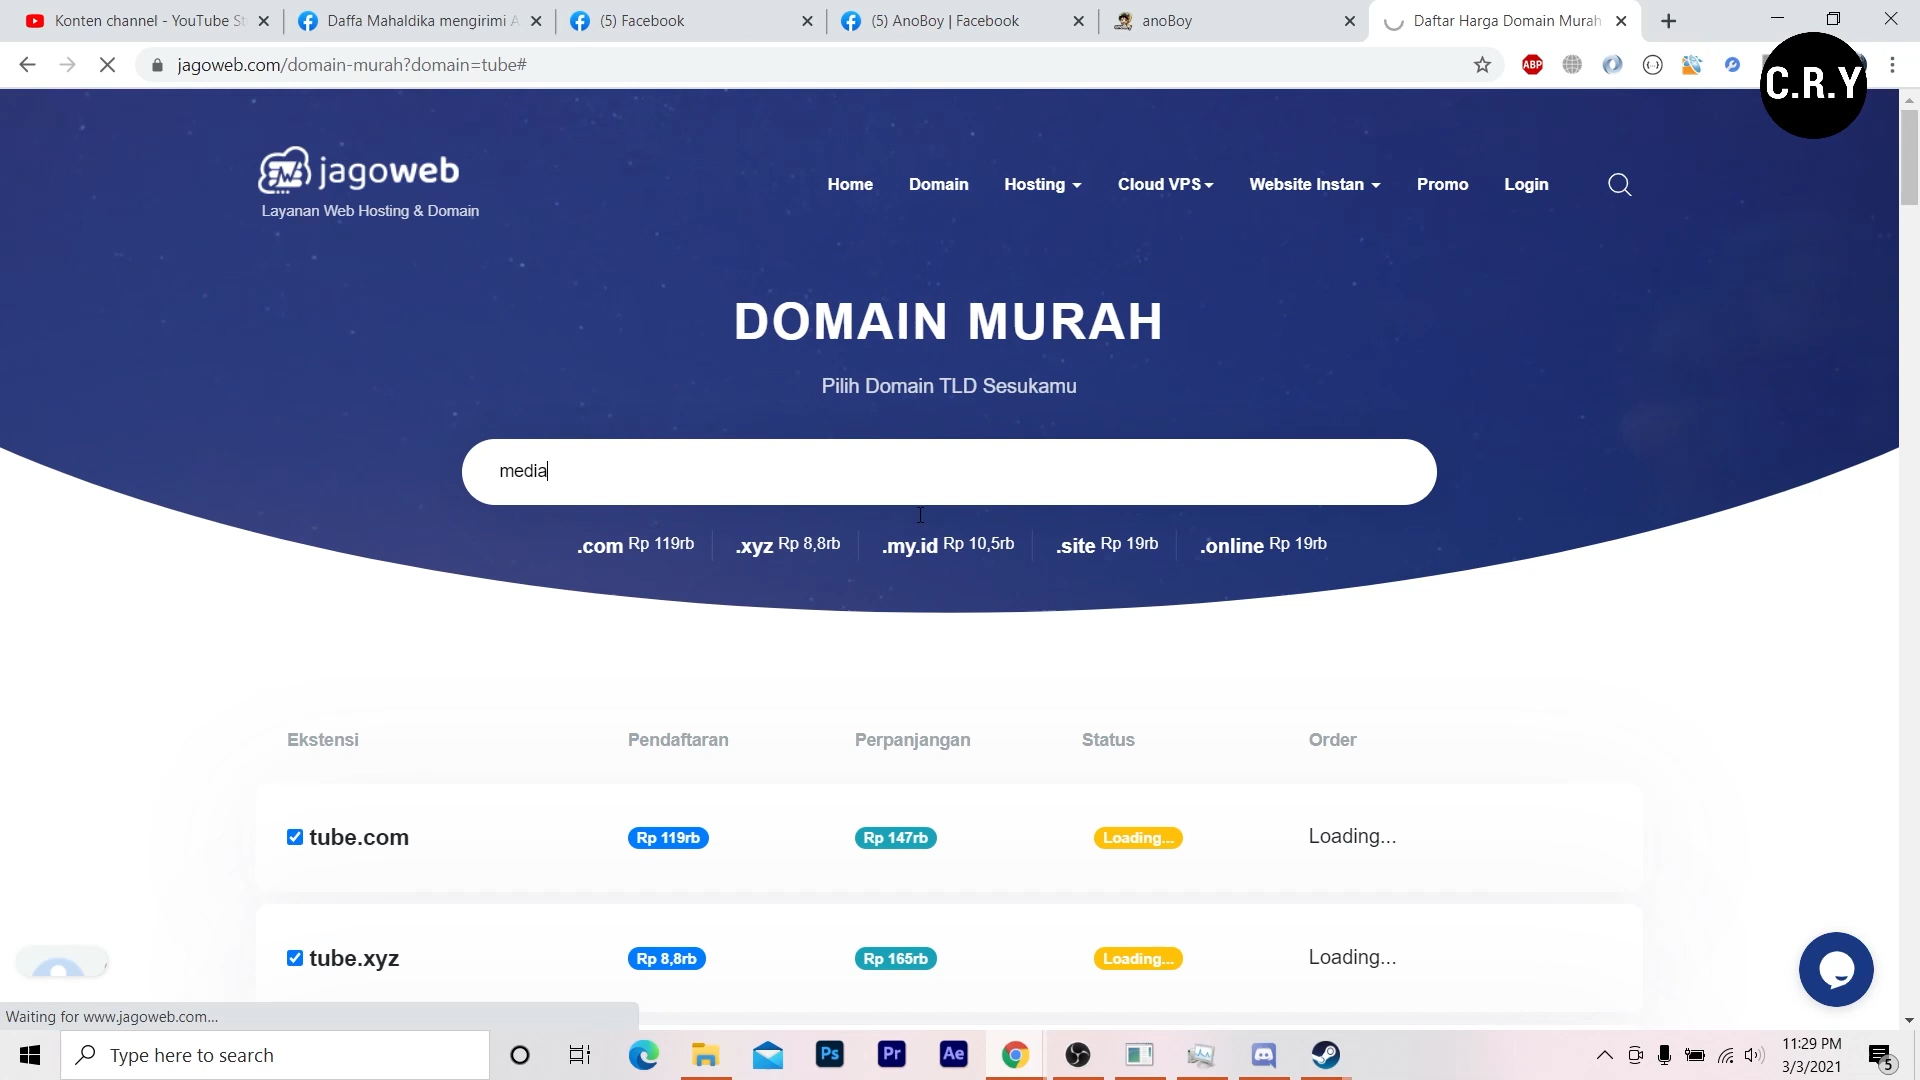 Konten channel - YouTube St
Daffa Mahaldika mengirimi A
(5) Facebook
(5) AnoBoy | Facebook
anoBoy
Daftar Harga Domain Murah
jagoweb.com/domain-murah?domain=tube#
ABP
C.R.Y
jagoweb
Layanan Web Hosting & Domain
Home
Domain
Hosting
Cloud VPS
Website Instan
Promo
Login
DOMAIN MURAH
Pilih Domain TLD Sesukamu
media
.com Rp 119rb
.xyz Rp 8,8rb
.my.id Rp 10,5rb
.site Rp 19rb
.online Rp 19rb
Ekstensi Pendaftaran Perpanjangan Status Order
tube.com Rp 119rb Rp 147rb Loading... Loading...
tube.xyz Rp 8,8rb Rp 165rb Loading... Loading...
Waiting for www.jagoweb.com...
Type here to search
Ps
Pr
Ae
11:29 PM
3/3/2021
5